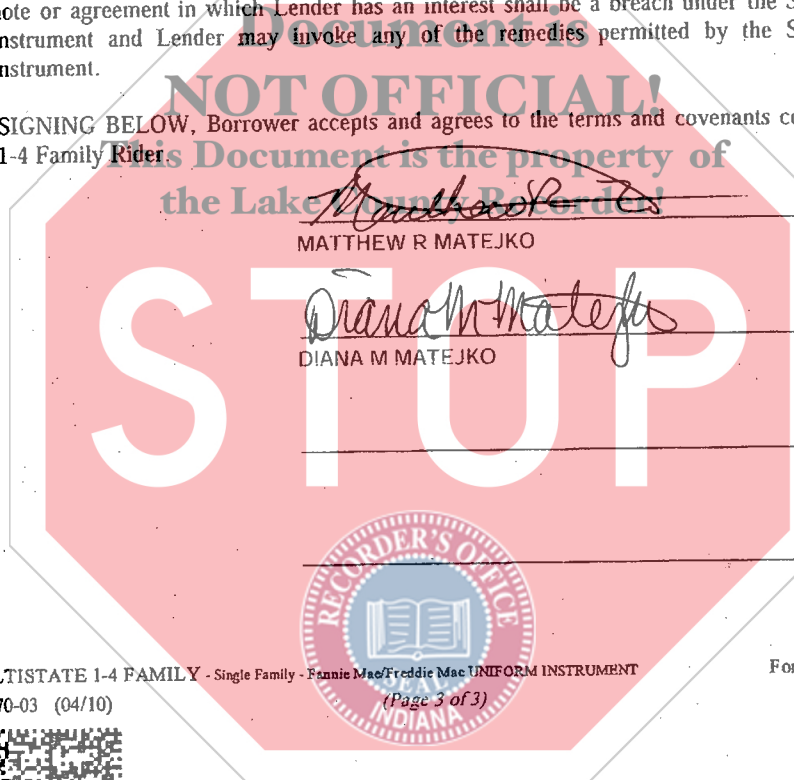 ote or agreement in which Lender has an interest shall be a breach under the S
nstrument and Lender may invoke any of the remedies permitted by the S
nstrument.
Document is
NOT OFFICIAL!
SIGNING BELOW, Borrower accepts and agrees to the terms and covenants co
1-4 Family Rider.
This Document is the property of
the Lake County Recorder!
MATTHEW R MATEJKO
Diana M Matejko
DIANA M MATEJKO
STOP
RECORDER'S OFFICE
SEAL
INDIANA
TISTATE 1-4 FAMILY - Single Family - Fannie Mae/Freddie Mac UNIFORM INSTRUMENT
For
70-03 (04/10)
(Page 3 of 3)